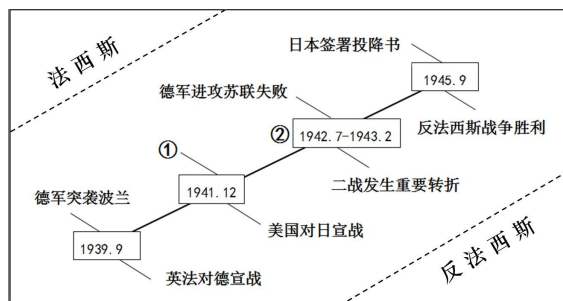 法西斯
日本签署投降书
1945.9
反法西斯战争胜利
德军进攻苏联失败
② 1942.7-1943.2
二战发生重要转折
①
1941.12
美国对日宣战
德军突袭波兰
1939.9
英法对德宣战
反法西斯